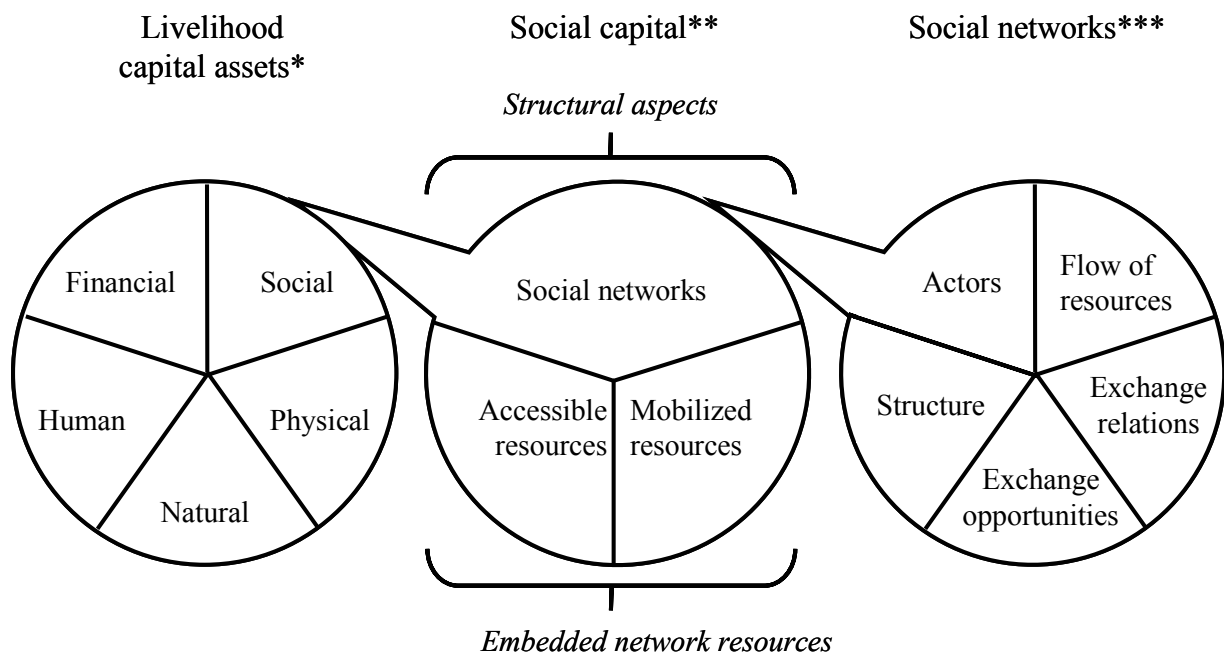 Livelihood
capital assets*
Social capital**
Social networks***
Structural aspects
Financial
Social
Human
Physical
Natural
Social networks
Accessible
resources
Mobilized
resources
Actors
Flow of
resources
Structure
Exchange
relations
Exchange
opportunities
Embedded network resources